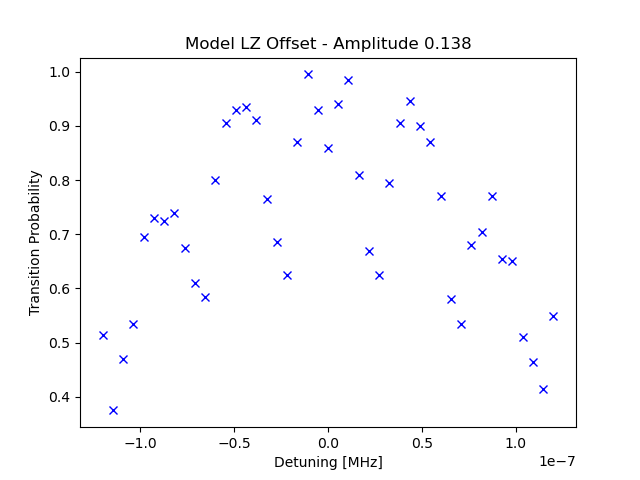 Model LZ Offset - Amplitude 0.138
1.0
0.9
0.8
0.7
0.6
0.5
0.4
Transition Probability
−1.0 −0.5 0.0 0.5 1.0
1e−7
Detuning [MHz]